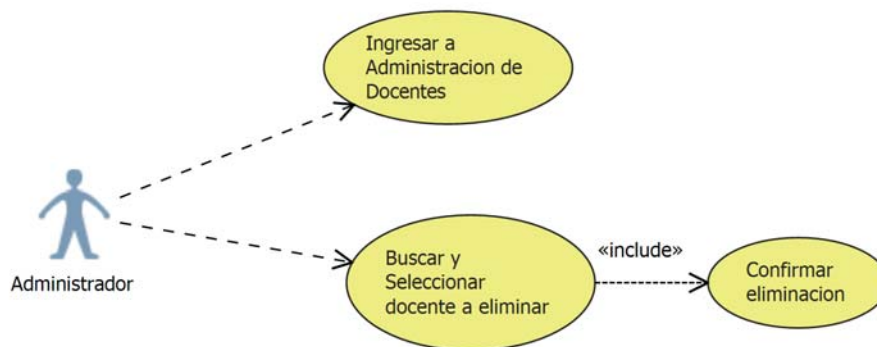 Ingresar a
Administracion de
Docentes
Administrador
Buscar y
Seleccionar
docente a eliminar
«include»
Confirmar
eliminacion